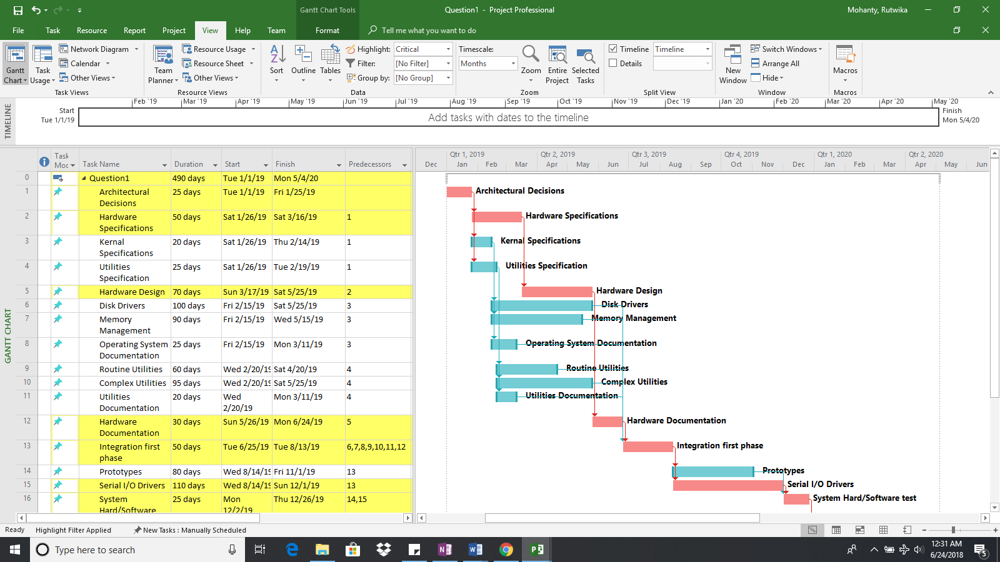 Gantt Chart Tools
Question1 - Project Professional
Mohanty, Rutwika
File Task Resource Report Project View Help Team Format Tell me what you want to do
Gantt Chart
Task Usage
Network Diagram
Calendar
Other Views
Task Views
Team Planner
Resource Usage
Resource Sheet
Other Views
Resource Views
Sort
Outline
Tables
Highlight: Critical
Filter: [No Filter]
Group by: [No Group]
Data
Timescale:
Months
Zoom
Entire Project
Selected Tasks
Zoom
Timeline Timeline
Details
Split View
New Window
Switch Windows
Arrange All
Hide
Window
Macros
Macros
TIMELINE
Feb '19 Mar '19 Apr '19 May '19 Jun '19 Jul '19 Aug '19 Sep '19 Oct '19 Nov '19 Dec '19 Jan '20 Feb '20 Mar '20 Apr '20 May '20
Start
Tue 1/1/19
Add tasks with dates to the timeline
Finish
Mon 5/4/20
GANTT CHART
Task Moc Task Name Duration Start Finish Predecessors
0 Question1 490 days Tue 1/1/19 Mon 5/4/20
1 Architectural Decisions 25 days Tue 1/1/19 Fri 1/25/19
2 Hardware Specifications 50 days Sat 1/26/19 Sat 3/16/19 1
3 Kernal Specifications 20 days Sat 1/26/19 Thu 2/14/19 1
4 Utilities Specification 25 days Sat 1/26/19 Tue 2/19/19 1
5 Hardware Design 70 days Sun 3/17/19 Sat 5/25/19 2
6 Disk Drivers 100 days Fri 2/15/19 Sat 5/25/19 3
7 Memory Management 90 days Fri 2/15/19 Wed 5/15/19 3
8 Operating System Documentation 25 days Fri 2/15/19 Mon 3/11/19 3
9 Routine Utilities 60 days Wed 2/20/19 Sat 4/20/19 4
10 Complex Utilities 95 days Wed 2/20/19 Sat 5/25/19 4
11 Utilities Documentation 20 days Wed 2/20/19 Mon 3/11/19 4
12 Hardware Documentation 30 days Sun 5/26/19 Mon 6/24/19 5
13 Integration first phase 50 days Tue 6/25/19 Tue 8/13/19 6,7,8,9,10,11,12
14 Prototypes 80 days Wed 8/14/19 Fri 11/1/19 13
15 Serial I/O Drivers 110 days Wed 8/14/19 Sun 12/1/19 13
16 System Hard/Software 25 days Mon 12/2/19 Thu 12/26/19 14,15
Qtr 1, 2019 Qtr 2, 2019 Qtr 3, 2019 Qtr 4, 2019 Qtr 1, 2020 Qtr 2, 2020
Dec Jan Feb Mar Apr May Jun Jul Aug Sep Oct Nov Dec Jan Feb Mar Apr May Jun
Architectural Decisions
Hardware Specifications
Kernal Specifications
Utilities Specification
Hardware Design
Disk Drivers
Memory Management
Operating System Documentation
Routine Utilities
Complex Utilities
Utilities Documentation
Hardware Documentation
Integration first phase
Prototypes
Serial I/O Drivers
System Hard/Software test
Ready Highlight Filter Applied New Tasks : Manually Scheduled
Type here to search
12:31 AM
6/24/2018
5